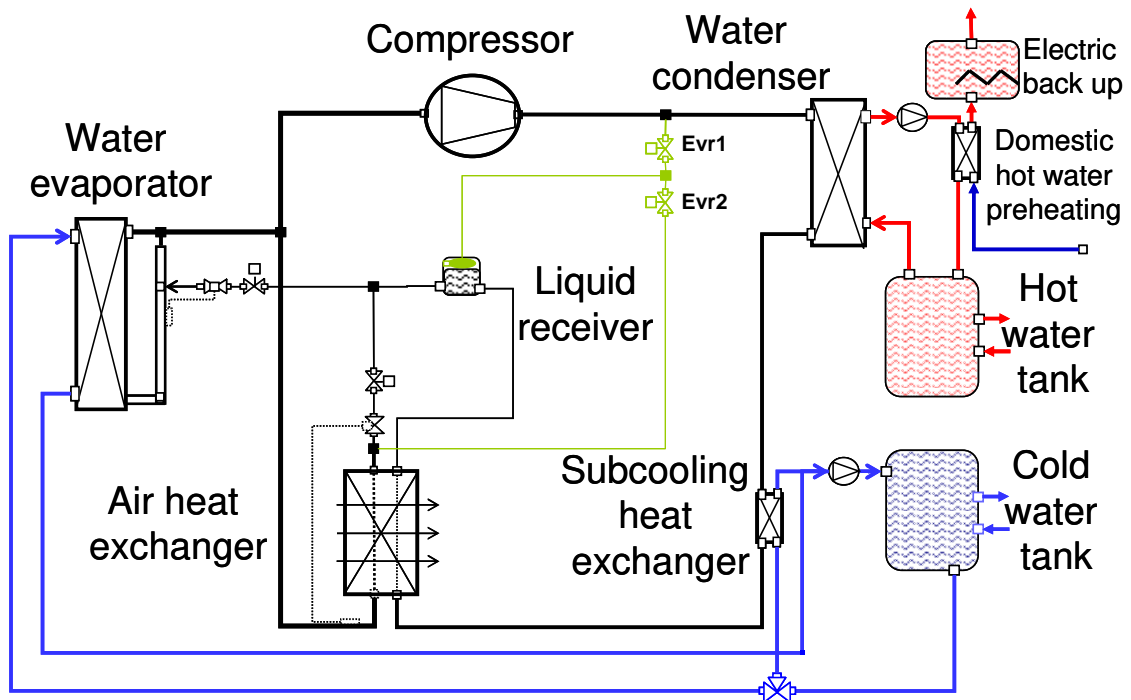 Compressor
Water
condenser
Electric
back up
Water
evaporator
Evr1
Evr2
Domestic
hot water
preheating
Liquid
receiver
Hot
water
tank
Air heat
exchanger
Subcooling
heat
exchanger
Cold
water
tank